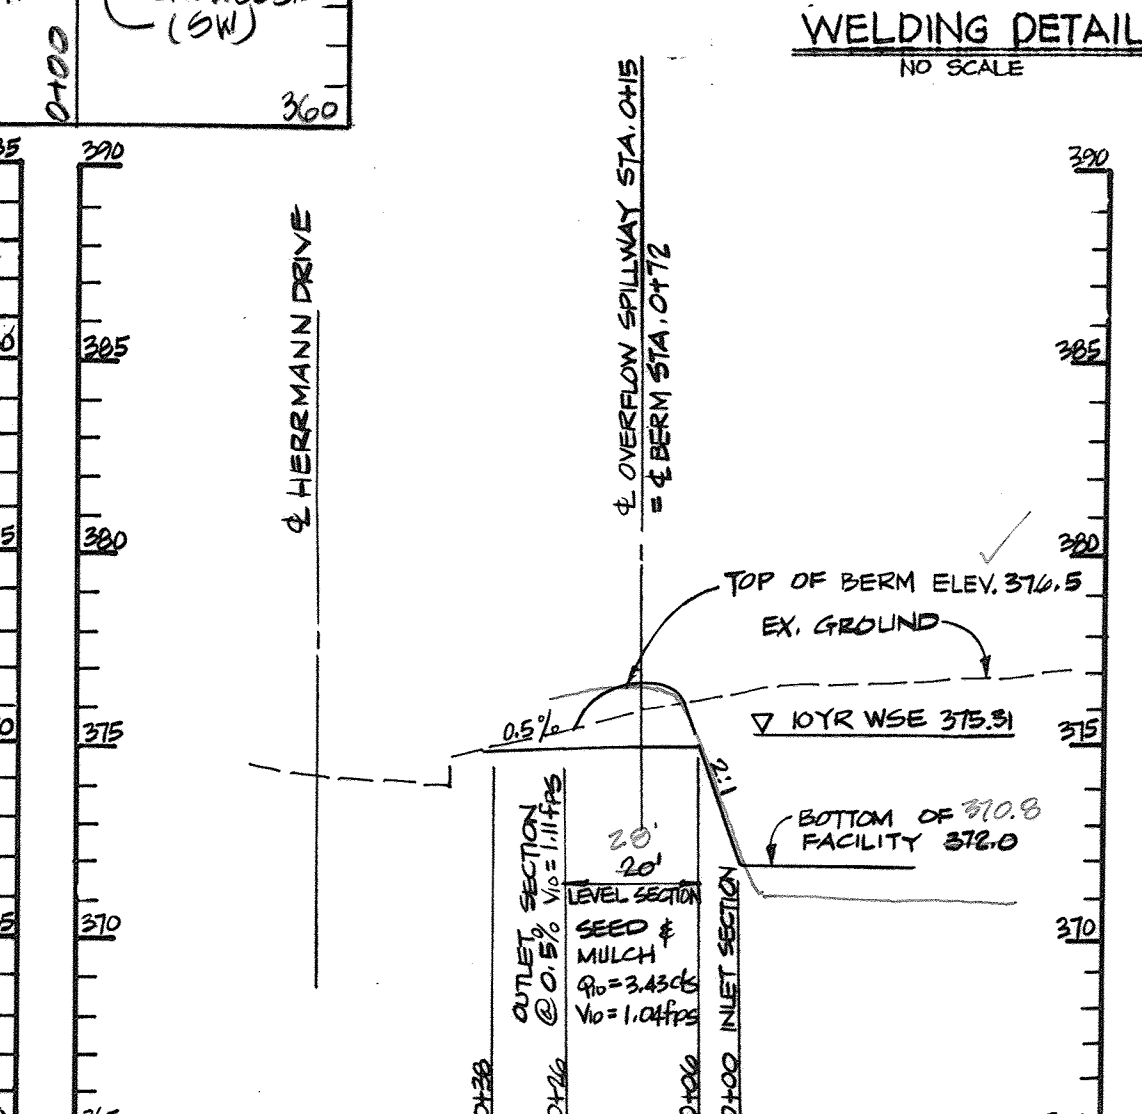 (SW)
0+00
360
WELDING DETAIL
NO SCALE
390
385
380
375
370
℄ HERRMANN DRIVE
℄ OVERFLOW SPILLWAY STA. 0+15
= ℄ BERM STA. 0+72
390
385
380
375
370
TOP OF BERM ELEV. 376.5
EX. GROUND
0.5%
10YR WSE 375.31
2:1
BOTTOM OF 370.8
FACILITY 372.0
20'
20'
LEVEL SECTION
SEED &
MULCH
Q10 = 3.43cfs
V10 = 1.04fps
OUTLET SECTION
@ 0.5% V10 = 1.11fps
INLET SECTION
0+38
0+26
0+06
0+00